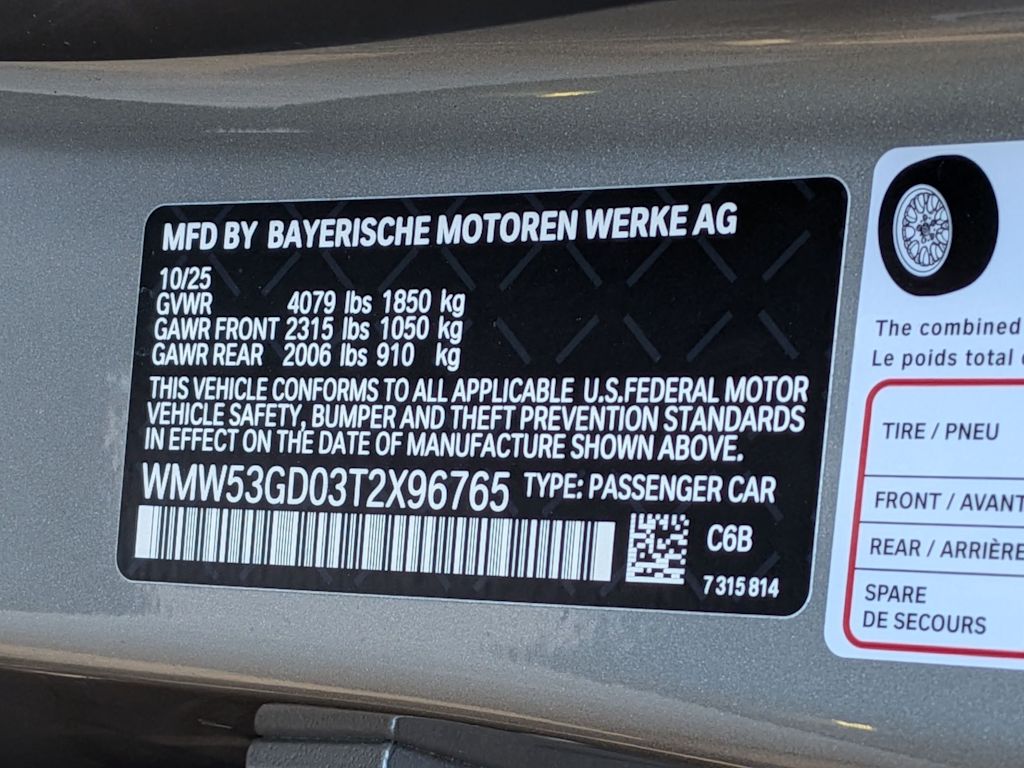 MFD BY BAYERISCHE MOTOREN WERKE AG
10/25
GVWR 4079 lbs 1850 kg
GAWR FRONT 2315 lbs 1050 kg
GAWR REAR 2006 lbs 910 kg
THIS VEHICLE CONFORMS TO ALL APPLICABLE U.S.FEDERAL MOTOR
VEHICLE SAFETY, BUMPER AND THEFT PREVENTION STANDARDS
IN EFFECT ON THE DATE OF MANUFACTURE SHOWN ABOVE.
WMW53GD03T2X96765 TYPE: PASSENGER CAR
C6B
7 315 814
The combined
Le poids total
TIRE / PNEU
FRONT / AVANT
REAR / ARRIÈRE
SPARE
DE SECOURS